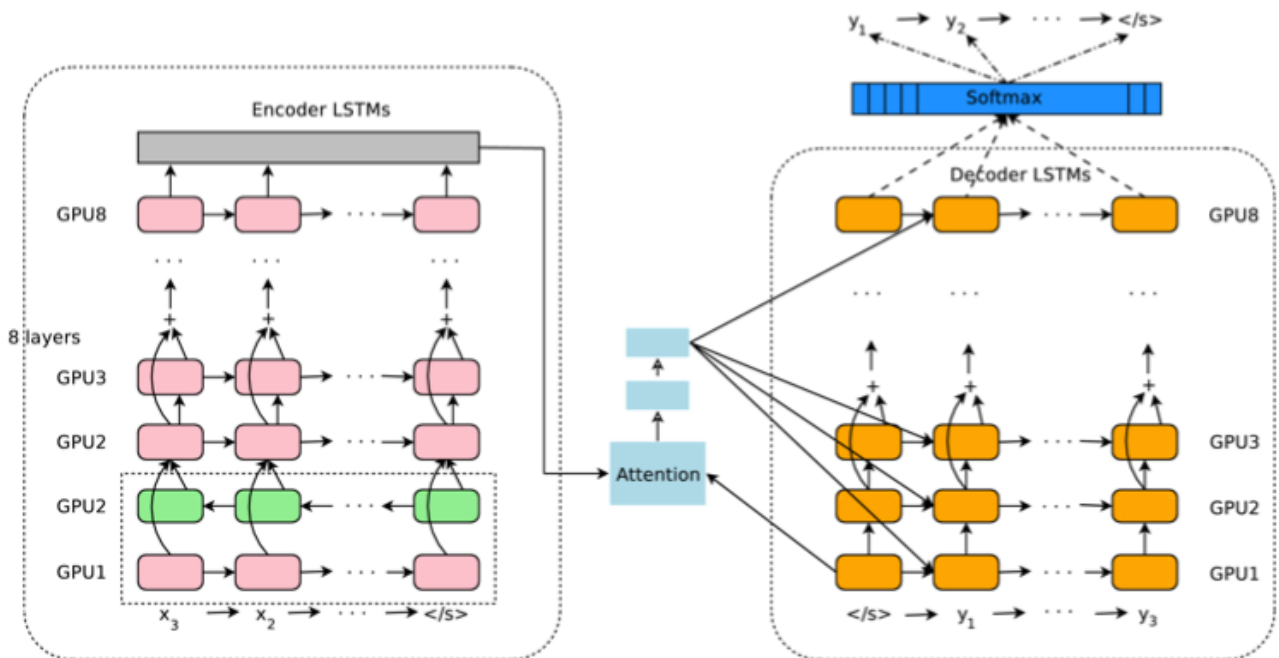 y1 y2 ... </s>
Softmax
Encoder LSTMs
Decoder LSTMs
GPU8
GPU8
... ... ...
... ...
+ + +
8 layers
GPU3
+ + +
GPU2
GPU3
Attention
GPU2
GPU2
GPU1
GPU1
x3 x2 ... </s>
</s> y1 ... y3